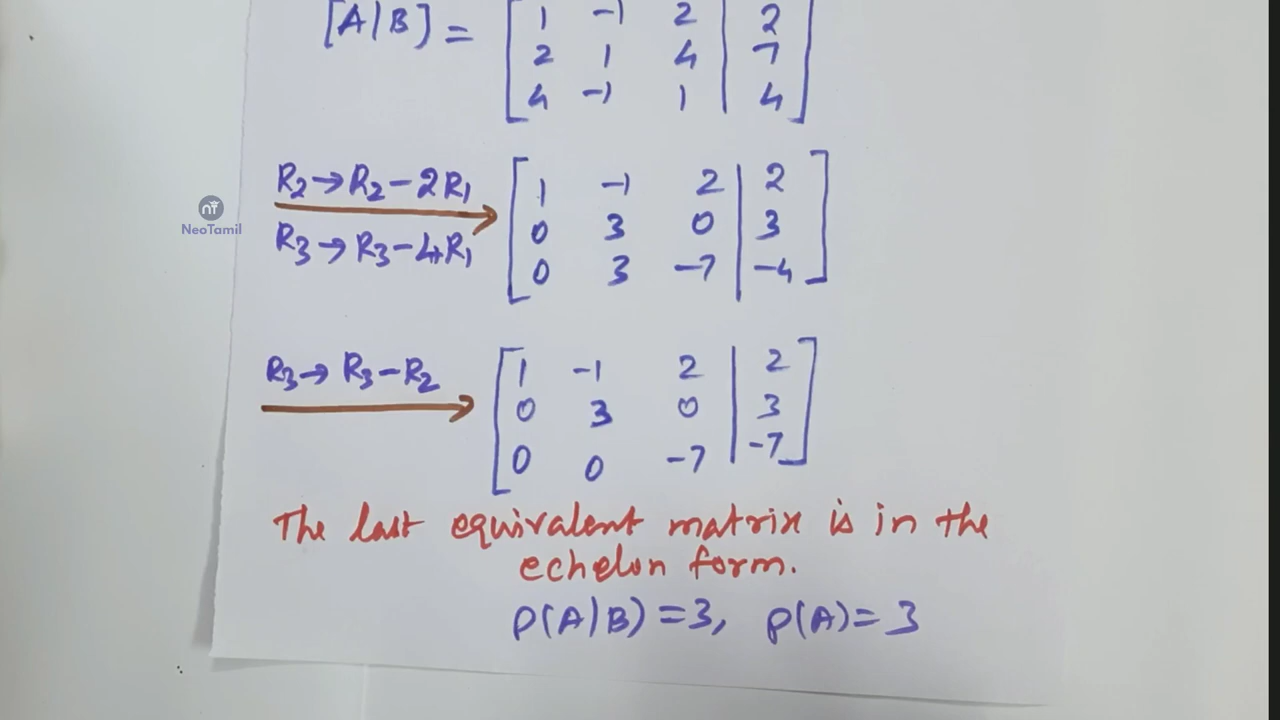 [A|B] = [ 1 -1 2 | 2 ]
2 1 4 | 7
4 -1 1 | 4
R2→R2-2R1
R3→R3-4R1
[ 1 -1 2 | 2 ]
0 3 0 | 3
0 3 -7 | -4
nT
NeoTamil
R3→ R3-R2
[ 1 -1 2 | 2 ]
0 3 0 | 3
0 0 -7 | -7
The last equivalent matrix is in the
echelon form.
ρ(A|B) = 3, ρ(A) = 3